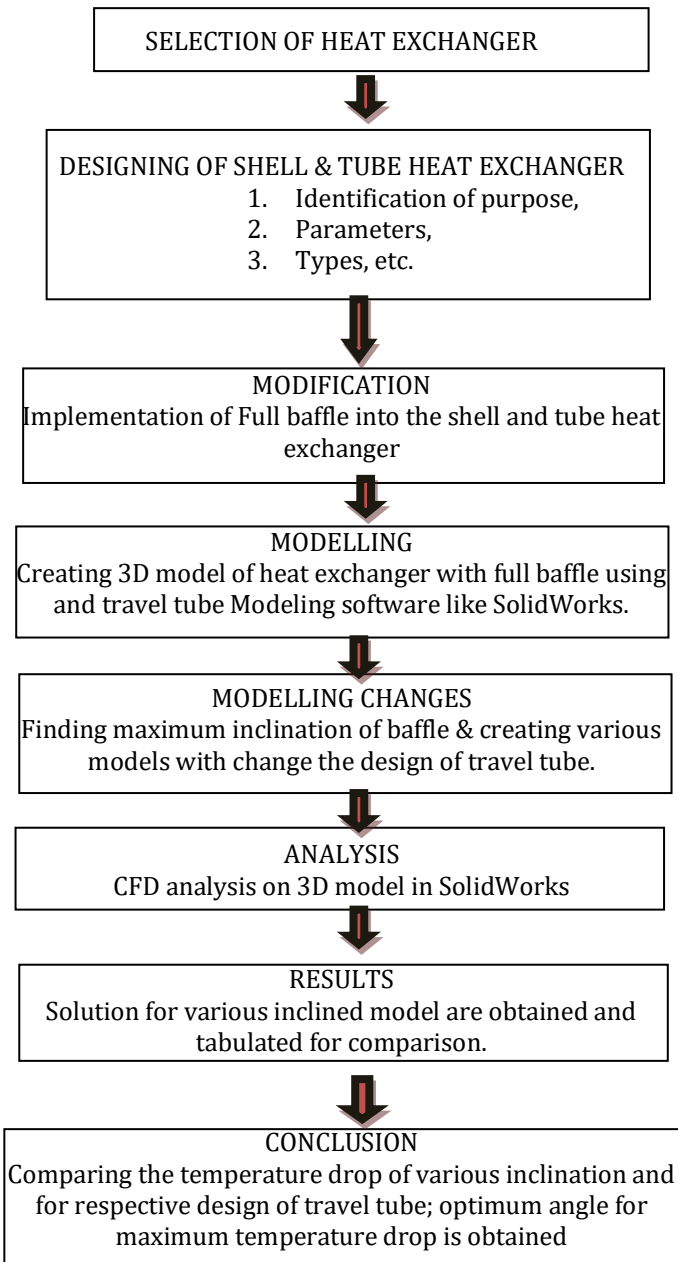 SELECTION OF HEAT EXCHANGER
DESIGNING OF SHELL & TUBE HEAT EXCHANGER
1. Identification of purpose,
2. Parameters,
3. Types, etc.
MODIFICATION
Implementation of Full baffle into the shell and tube heat
exchanger
MODELLING
Creating 3D model of heat exchanger with full baffle using
and travel tube Modeling software like SolidWorks.
MODELLING CHANGES
Finding maximum inclination of baffle & creating various
models with change the design of travel tube.
ANALYSIS
CFD analysis on 3D model in SolidWorks
RESULTS
Solution for various inclined model are obtained and
tabulated for comparison.
CONCLUSION
Comparing the temperature drop of various inclination and
for respective design of travel tube; optimum angle for
maximum temperature drop is obtained